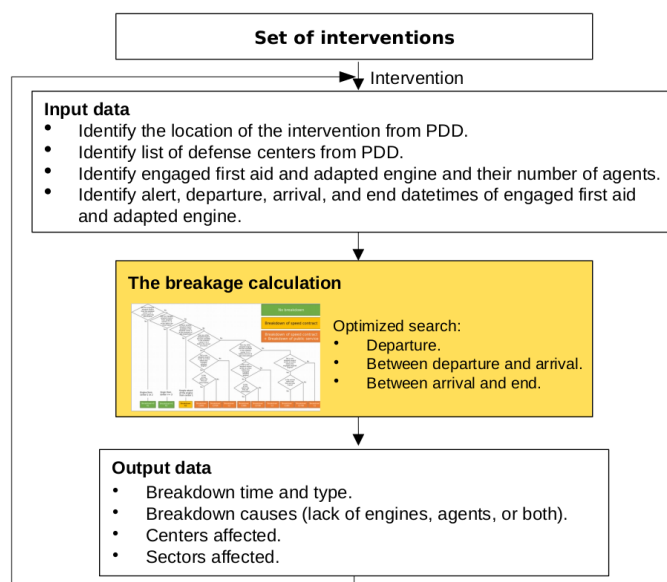 Set of interventions
Intervention
Input data
• Identify the location of the intervention from PDD.
• Identify list of defense centers from PDD.
• Identify engaged first aid and adapted engine and their number of agents.
• Identify alert, departure, arrival, and end datetimes of engaged first aid
and adapted engine.
The breakage calculation
No breakdown
Breakdown of speed contract
Optimized search:
• Departure.
• Between departure and arrival.
• Between arrival and end.
Output data
• Breakdown time and type.
• Breakdown causes (lack of engines, agents, or both).
• Centers affected.
• Sectors affected.